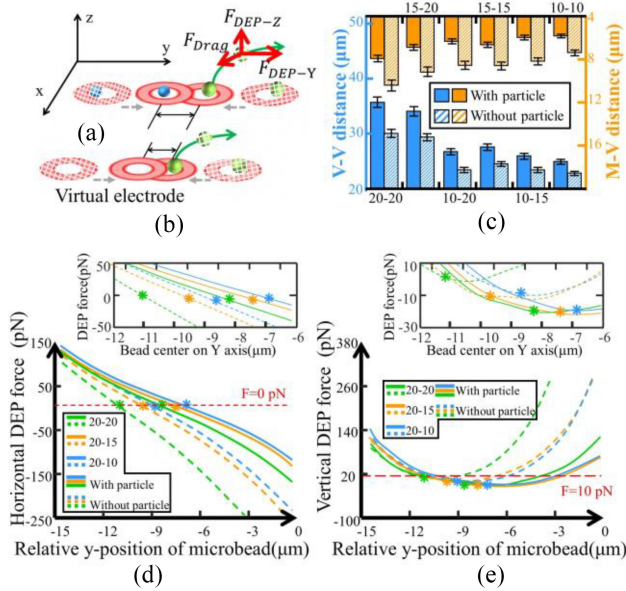 z
y
x
F_DEP−Z
F_Drag
F_DEP−Y
(a)
Virtual electrode
(b)
15-20 15-15 10-10
50
40
30
20
V-V distance (μm)
4
8
12
16
M-V distance (μm)
With particle
Without particle
20-20 10-20 10-15
(c)
DEP force(pN)
50
0
-50
-12 -11 -10 -9 -8 -7 -6
Bead center on Y axis(μm)
Horizontal DEP force (pN)
150
50
-50
-150
-250
F=0 pN
20-20
20-15
20-10
With particle
Without particle
-15 -12 -9 -6 -3 0
Relative y-position of microbead(μm)
(d)
DEP force(pN)
10
-10
-30
-12 -11 -10 -9 -8 -7 -6
Bead center on Y axis(μm)
Vertical DEP force (pN)
380
260
140
20
-100
20-20
20-15
20-10
With particle
Without particle
F=10 pN
-15 -12 -9 -6 -3 0
Relative y-position of microbead(μm)
(e)